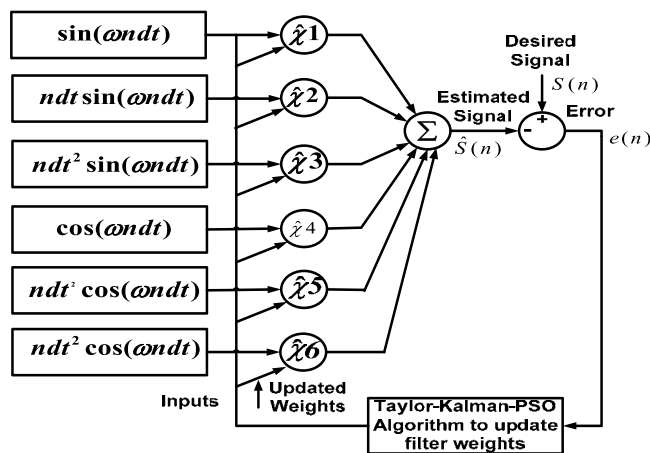 sin(ωndt)
χ̂1
ndt sin(ωndt)
χ̂2
ndt² sin(ωndt)
χ̂3
cos(ωndt)
χ̂4
ndt² cos(ωndt)
χ̂5
ndt² cos(ωndt)
χ̂6
Σ
Desired
Signal
S(n)
Estimated
Signal
Ŝ(n)
+
-
Error
e(n)
Inputs
Updated
Weights
Taylor-Kalman-PSO
Algorithm to update
filter weights